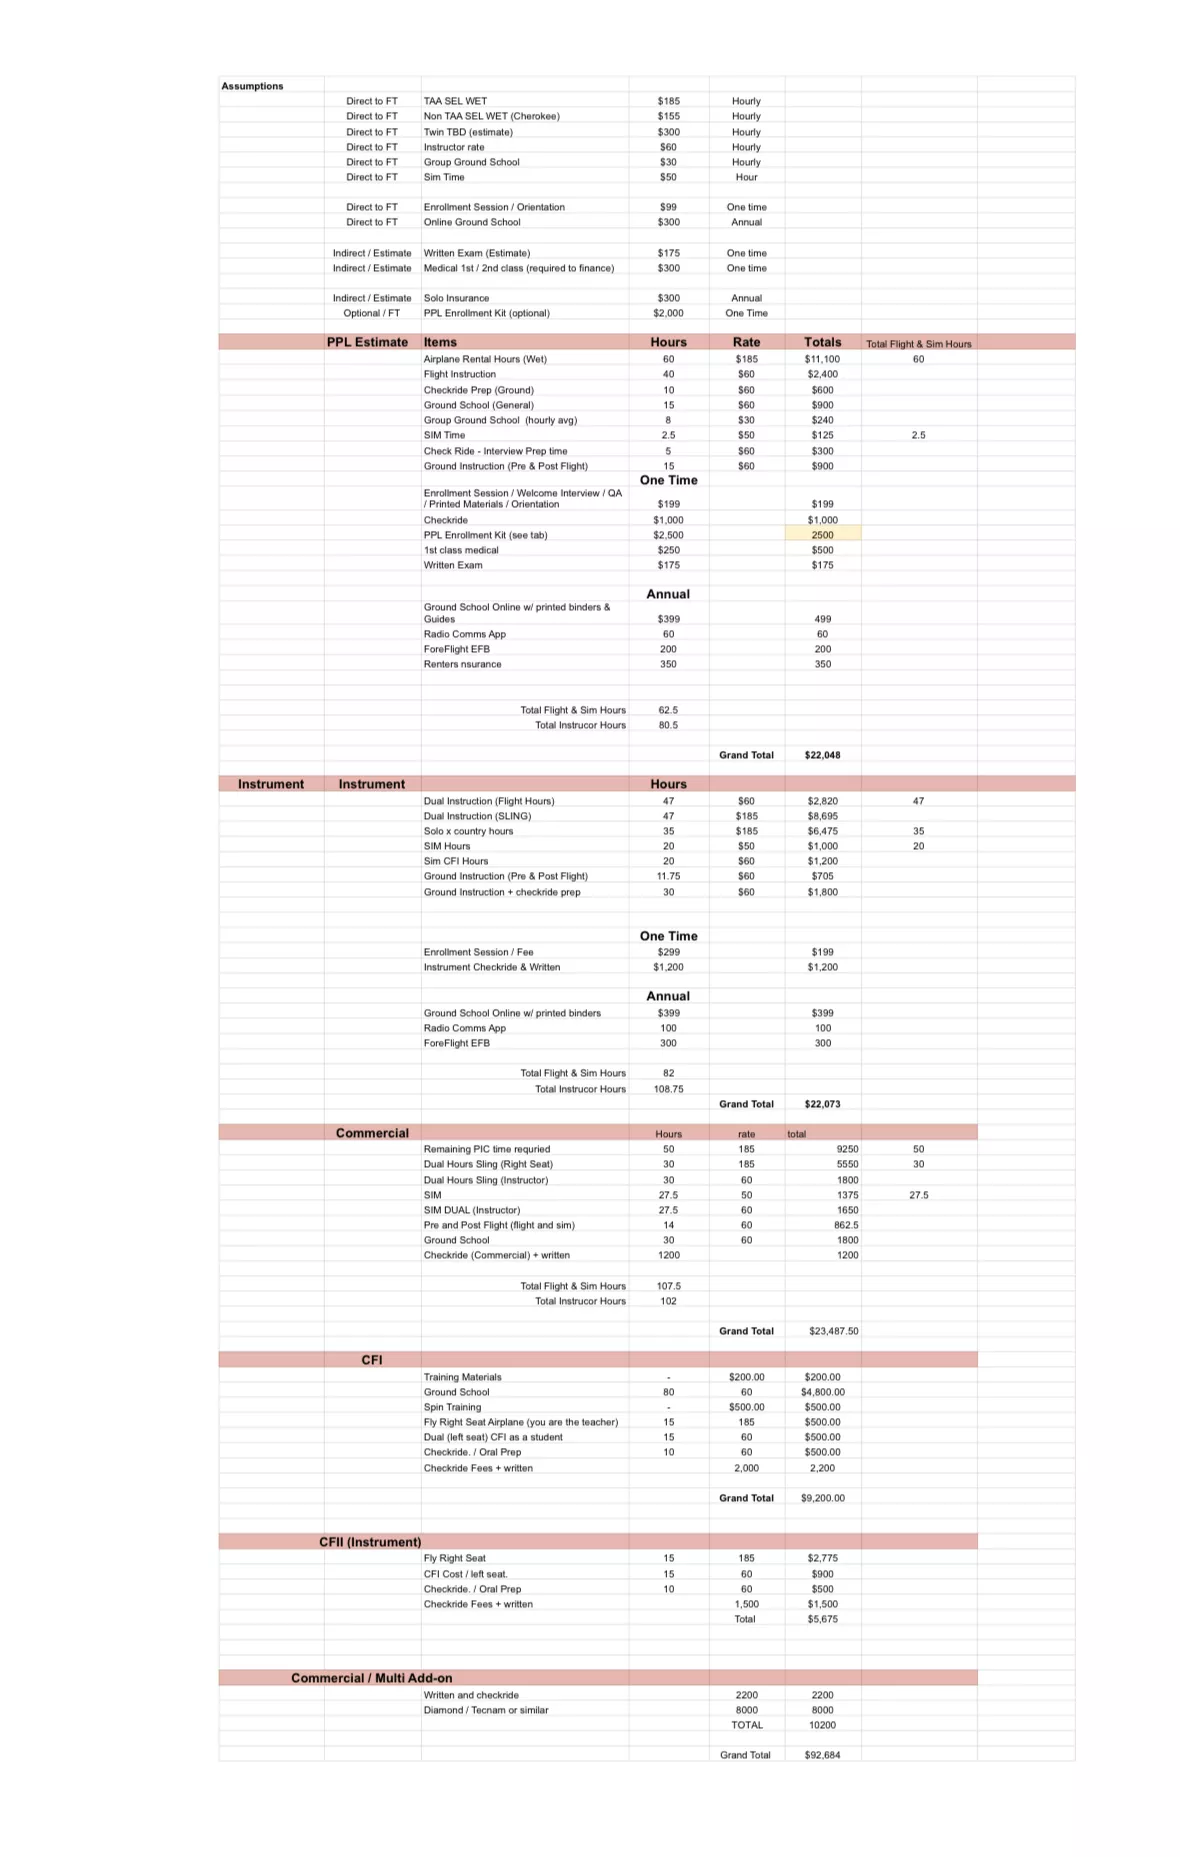 Assumptions
Direct to FT TAA SEL WET $185 Hourly
Direct to FT Non TAA SEL WET (Cherokee) $155 Hourly
Direct to FT Twin TBD (estimate) $300 Hourly
Direct to FT Instructor rate $60 Hourly
Direct to FT Group Ground School $30 Hourly
Direct to FT Sim Time $50 Hour
Direct to FT Enrollment Session / Orientation $99 One time
Direct to FT Online Ground School $300 Annual
Indirect / Estimate Written Exam (Estimate) $175 One time
Indirect / Estimate Medical 1st / 2nd class (required to finance) $300 One time
Indirect / Estimate Solo Insurance $300 Annual
Optional / FT PPL Enrollment Kit (optional) $2,000 One Time
PPL Estimate Items Hours Rate Totals Total Flight & Sim Hours
Airplane Rental Hours (Wet) 60 $185 $11,100 60
Flight Instruction 40 $60 $2,400
Checkride Prep (Ground) 10 $60 $600
Ground School (General) 15 $60 $900
Group Ground School (hourly avg) 8 $30 $240
SIM Time 2.5 $50 $125 2.5
Check Ride - Interview Prep time 5 $60 $300
Ground Instruction (Pre & Post Flight) 15 $60 $900
One Time
Enrollment Session / Welcome Interview / QA
/ Printed Materials / Orientation $199 $199
Checkride $1,000 $1,000
PPL Enrollment Kit (see tab) $2,500 2500
1st class medical $250 $500
Written Exam $175 $175
Annual
Ground School Online w/ printed binders &
Guides $399 499
Radio Comms App 60 60
ForeFlight EFB 200 200
Renters nsurance 350 350
Total Flight & Sim Hours 62.5
Total Instrucor Hours 80.5
Grand Total $22,048
Instrument Instrument Hours
Dual Instruction (Flight Hours) 47 $60 $2,820 47
Dual Instruction (SLING) 47 $185 $8,695
Solo x country hours 35 $185 $6,475 35
SIM Hours 20 $50 $1,000 20
Sim CFI Hours 20 $60 $1,200
Ground Instruction (Pre & Post Flight) 11.75 $60 $705
Ground Instruction + checkride prep 30 $60 $1,800
One Time
Enrollment Session / Fee $299 $199
Instrument Checkride & Written $1,200 $1,200
Annual
Ground School Online w/ printed binders $399 $399
Radio Comms App 100 100
ForeFlight EFB 300 300
Total Flight & Sim Hours 82
Total Instrucor Hours 108.75
Grand Total $22,073
Commercial Hours rate total
Remaining PIC time requried 50 185 9250 50
Dual Hours Sling (Right Seat) 30 185 5550 30
Dual Hours Sling (Instructor) 30 60 1800
SIM 27.5 50 1375 27.5
SIM DUAL (Instructor) 27.5 60 1650
Pre and Post Flight (flight and sim) 14 60 862.5
Ground School 30 60 1800
Checkride (Commercial) + written 1200 1200
Total Flight & Sim Hours 107.5
Total Instrucor Hours 102
Grand Total $23,487.50
CFI
Training Materials - $200.00 $200.00
Ground School 80 60 $4,800.00
Spin Training - $500.00 $500.00
Fly Right Seat Airplane (you are the teacher) 15 185 $500.00
Dual (left seat) CFI as a student 15 60 $500.00
Checkride. / Oral Prep 10 60 $500.00
Checkride Fees + written 2,000 2,200
Grand Total $9,200.00
CFII (Instrument)
Fly Right Seat 15 185 $2,775
CFI Cost / left seat. 15 60 $900
Checkride. / Oral Prep 10 60 $500
Checkride Fees + written 1,500 $1,500
Total $5,675
Commercial / Multi Add-on
Written and checkride 2200 2200
Diamond / Tecnam or similar 8000 8000
TOTAL 10200
Grand Total $92,684